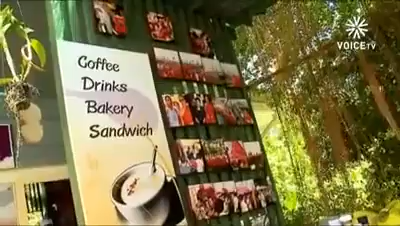 VOICE TV
Coffee
Drinks
Bakery
Sandwich